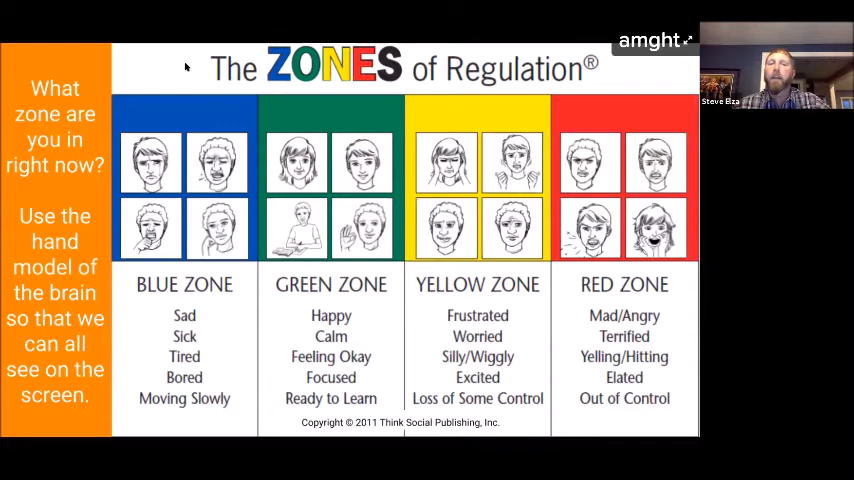 amght
Steve Elza
What
zone are
you in
right now?
Use the
hand
model of
the brain
so that we
can all
see on the
screen.
The ZONES of Regulation®
BLUE ZONE
Sad
Sick
Tired
Bored
Moving Slowly
GREEN ZONE
Happy
Calm
Feeling Okay
Focused
Ready to Learn
YELLOW ZONE
Frustrated
Worried
Silly/Wiggly
Excited
Loss of Some Control
RED ZONE
Mad/Angry
Terrified
Yelling/Hitting
Elated
Out of Control
Copyright © 2011 Think Social Publishing, Inc.